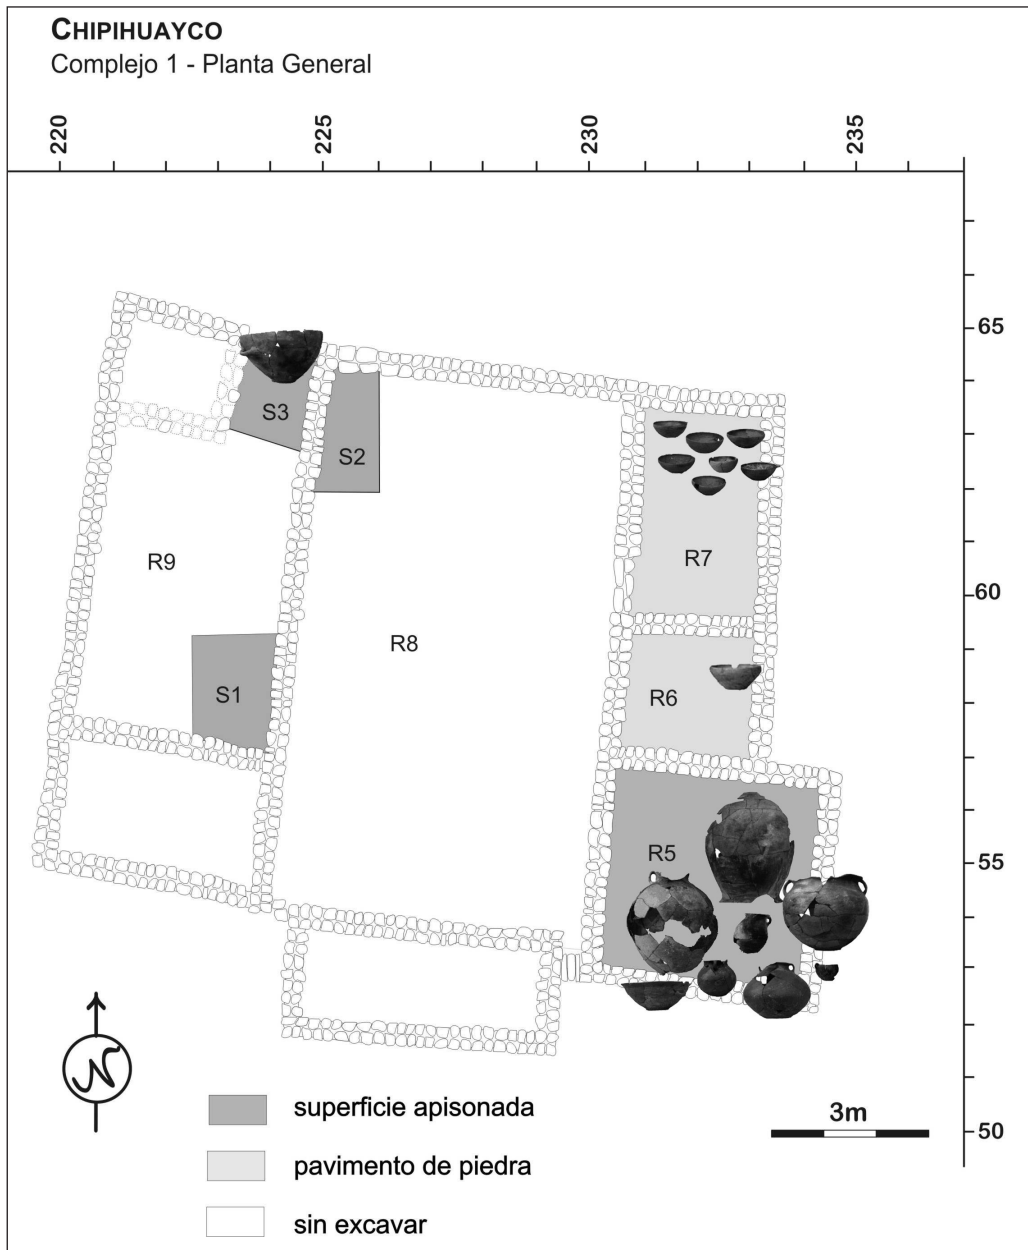 CHIPIHUAYCO
Complejo 1 - Planta General
220
225
230
235
65
S3
S2
R7
R9
60
R8
S1
R6
R5
55
N
superficie apisonada
3m
50
pavimento de piedra
sin excavar